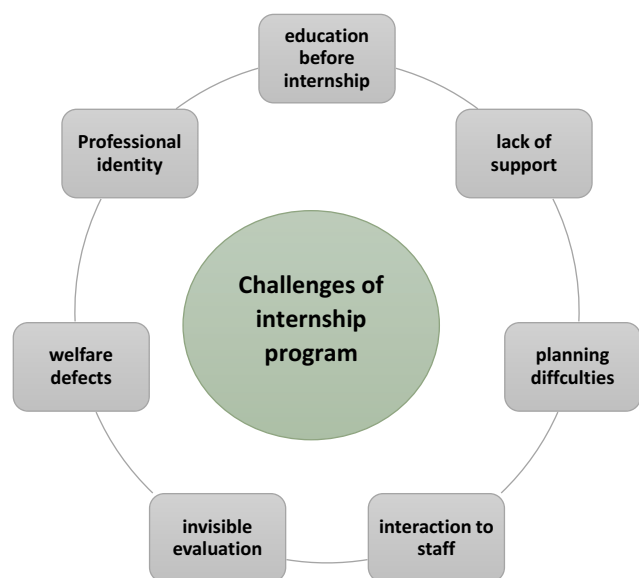 education
before
internship
Professional
identity
lack of
support
Challenges of
internship
program
welfare
defects
planning
diffculties
invisible
evaluation
interaction to
staff